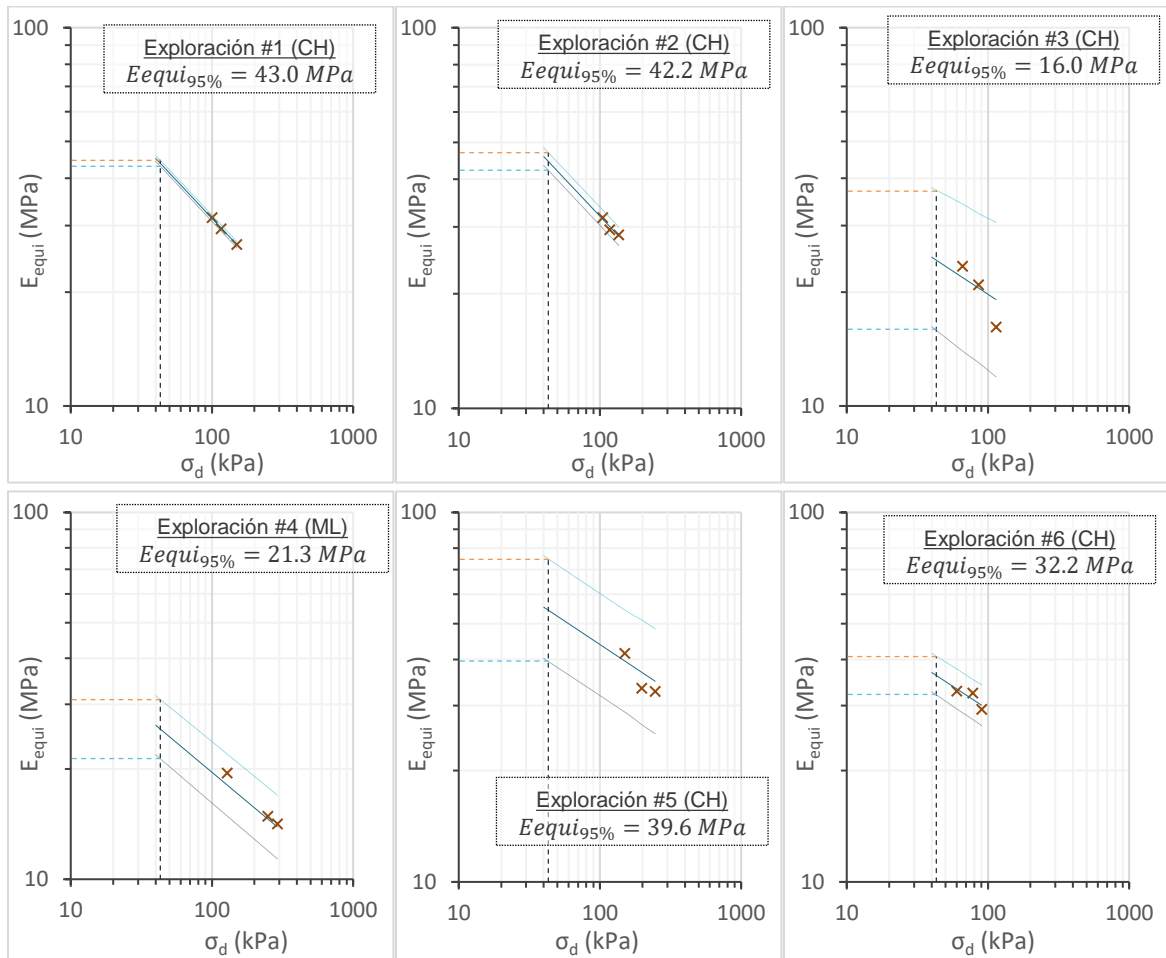 Exploración #1 (CH)
Eequi95% = 43.0 MPa
100
10
10
100
1000
Eequi (MPa)
σd (kPa)
Exploración #2 (CH)
Eequi95% = 42.2 MPa
100
10
10
100
1000
Eequi (MPa)
σd (kPa)
Exploración #3 (CH)
Eequi95% = 16.0 MPa
100
10
10
100
1000
Eequi (MPa)
σd (kPa)
Exploración #4 (ML)
Eequi95% = 21.3 MPa
100
10
10
100
1000
Eequi (MPa)
σd (kPa)
100
Exploración #5 (CH)
Eequi95% = 39.6 MPa
10
10
100
1000
Eequi (MPa)
σd (kPa)
Exploración #6 (CH)
Eequi95% = 32.2 MPa
100
10
10
100
1000
Eequi (MPa)
σd (kPa)